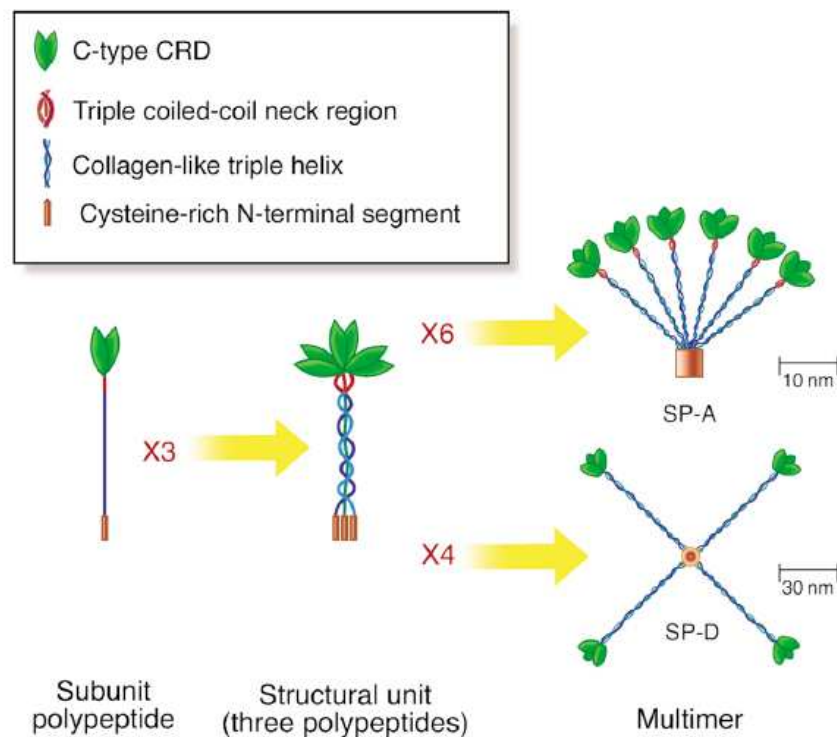 C-type CRD
Triple coiled-coil neck region
Collagen-like triple helix
Cysteine-rich N-terminal segment
X6
10 nm
SP-A
X3
X4
30 nm
SP-D
Subunit
polypeptide
Structural unit
(three polypeptides)
Multimer